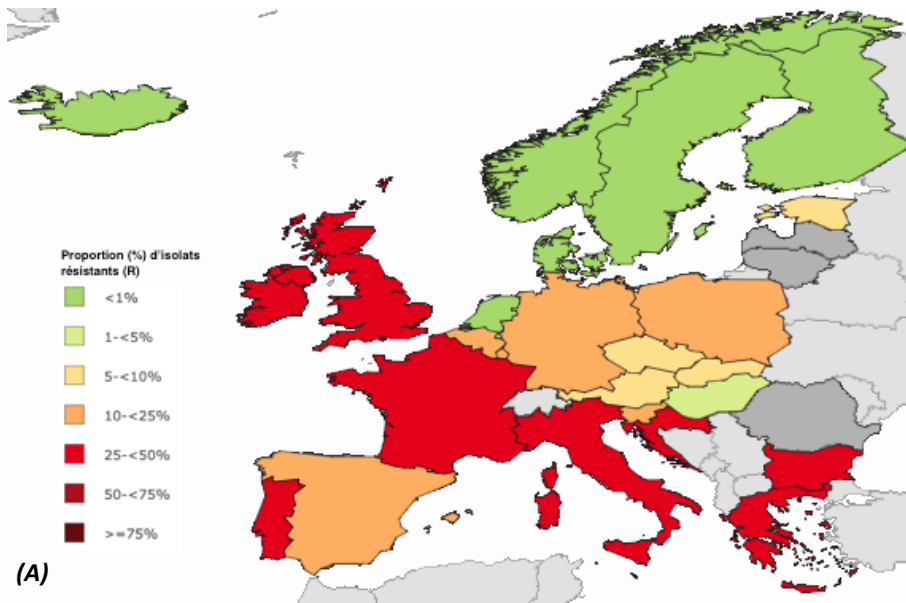 Proportion (%) d'isolats
résistants (R)
<1%
1-<5%
5-<10%
10-<25%
25-<50%
50-<75%
>=75%
(A)